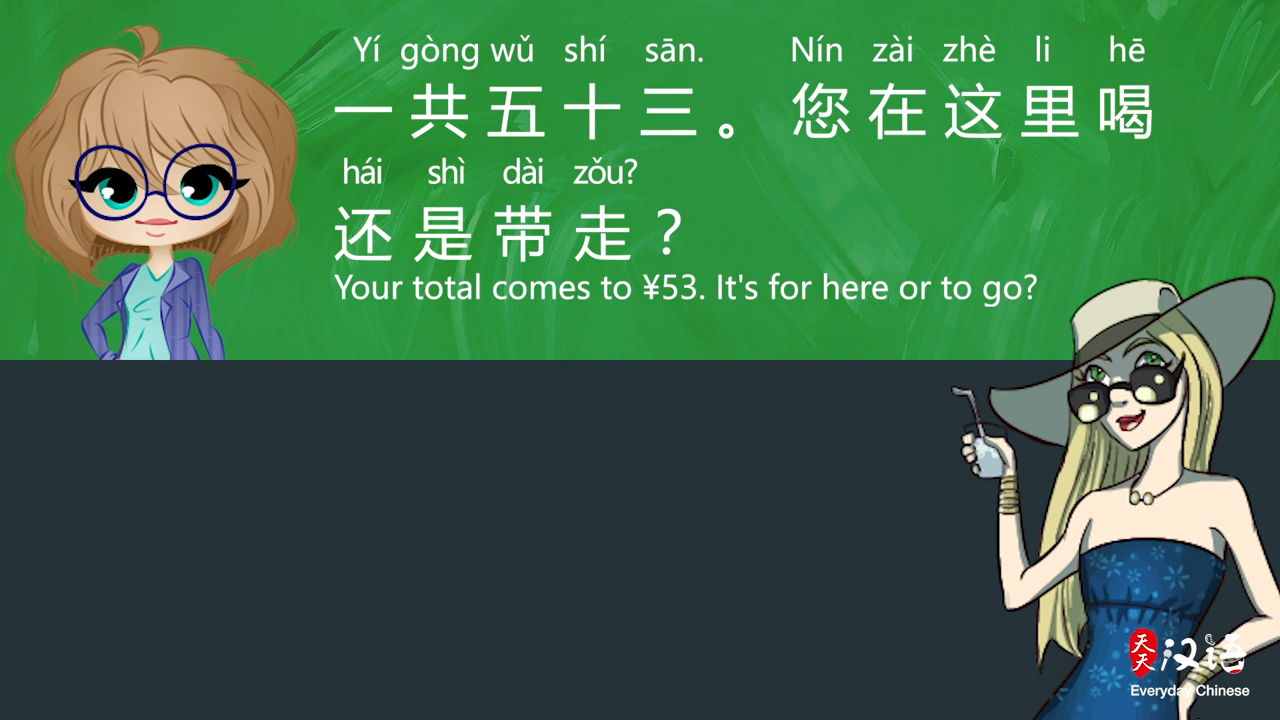 Yí gòng wǔ shí sān. Nín zài zhè li hē
一共五十三。您在这里喝
hái shì dài zǒu?
还是带走？
Your total comes to ¥53. It's for here or to go?
天天汉语
Everyday Chinese